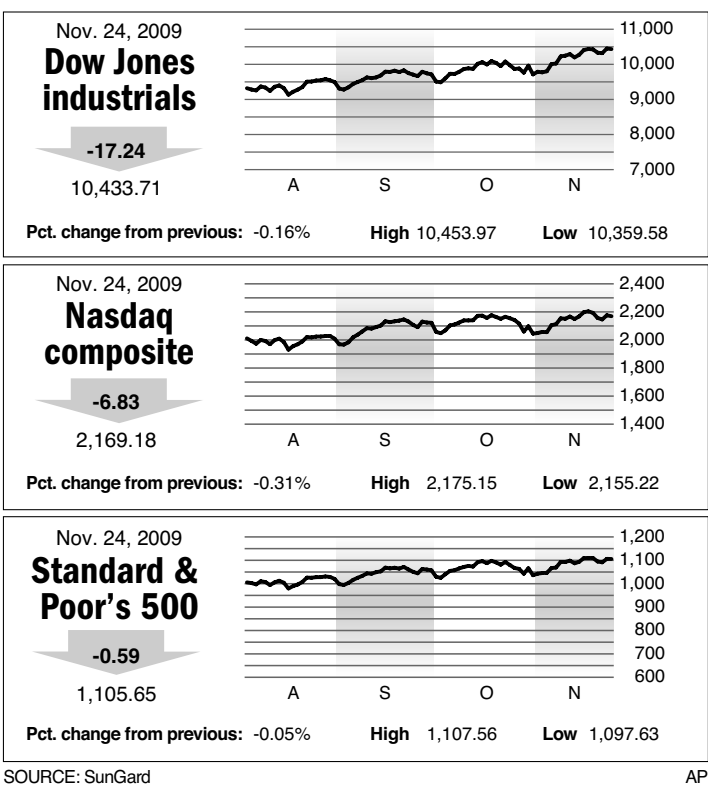 Nov. 24, 2009
Dow Jones
industrials
-17.24
10,433.71
11,000
10,000
9,000
8,000
7,000
A S O N
Pct. change from previous: -0.16% High 10,453.97 Low 10,359.58
Nov. 24, 2009
Nasdaq
composite
-6.83
2,169.18
2,400
2,200
2,000
1,800
1,600
1,400
A S O N
Pct. change from previous: -0.31% High 2,175.15 Low 2,155.22
Nov. 24, 2009
Standard &
Poor's 500
-0.59
1,105.65
1,200
1,100
1,000
900
800
700
600
A S O N
Pct. change from previous: -0.05% High 1,107.56 Low 1,097.63
SOURCE: SunGard AP